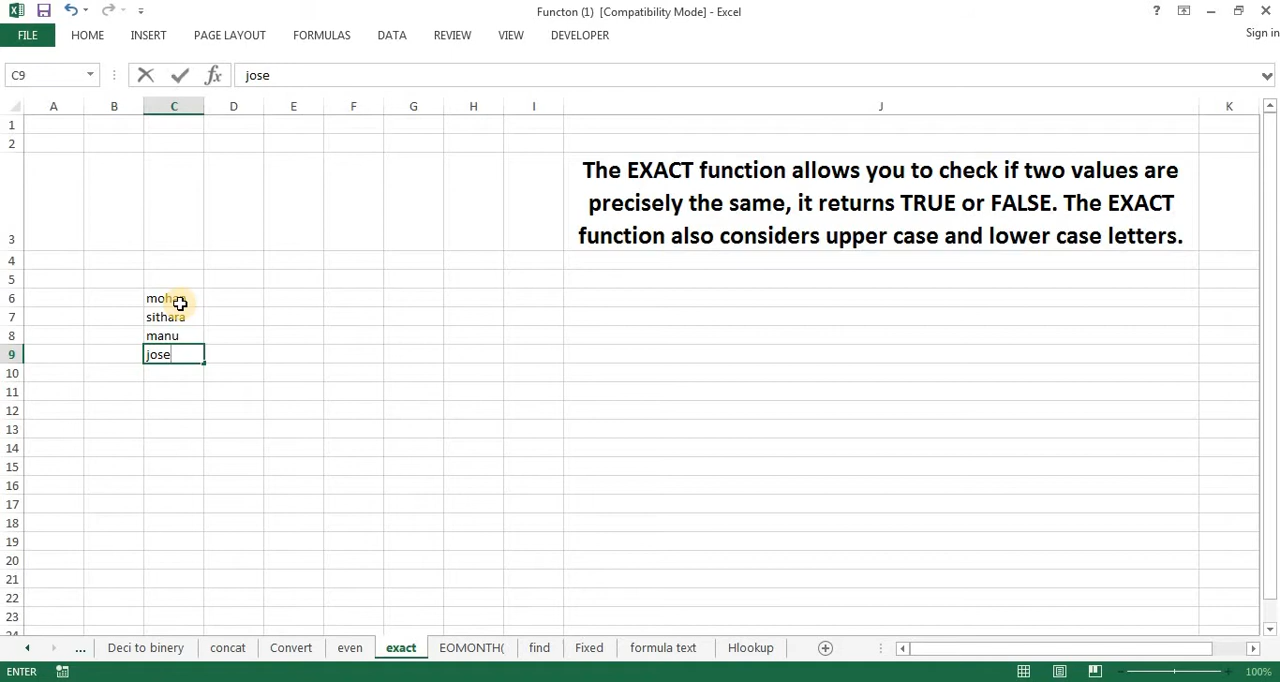 Functon (1) [Compatibility Mode] - Excel
?
FILE HOME INSERT PAGE LAYOUT FORMULAS DATA REVIEW VIEW DEVELOPER Sign in
C9 fx jose
A B C D E F G H I J K
1
2
The EXACT function allows you to check if two values are
precisely the same, it returns TRUE or FALSE. The EXACT
function also considers upper case and lower case letters.
3
4
5
6
7 sithara
8 manu
9 jose
10
11
12
13
14
15
16
17
18
19
20
21
22
23
... Deci to binery concat Convert even exact EOMONTH( find Fixed formula text Hlookup
ENTER 100%